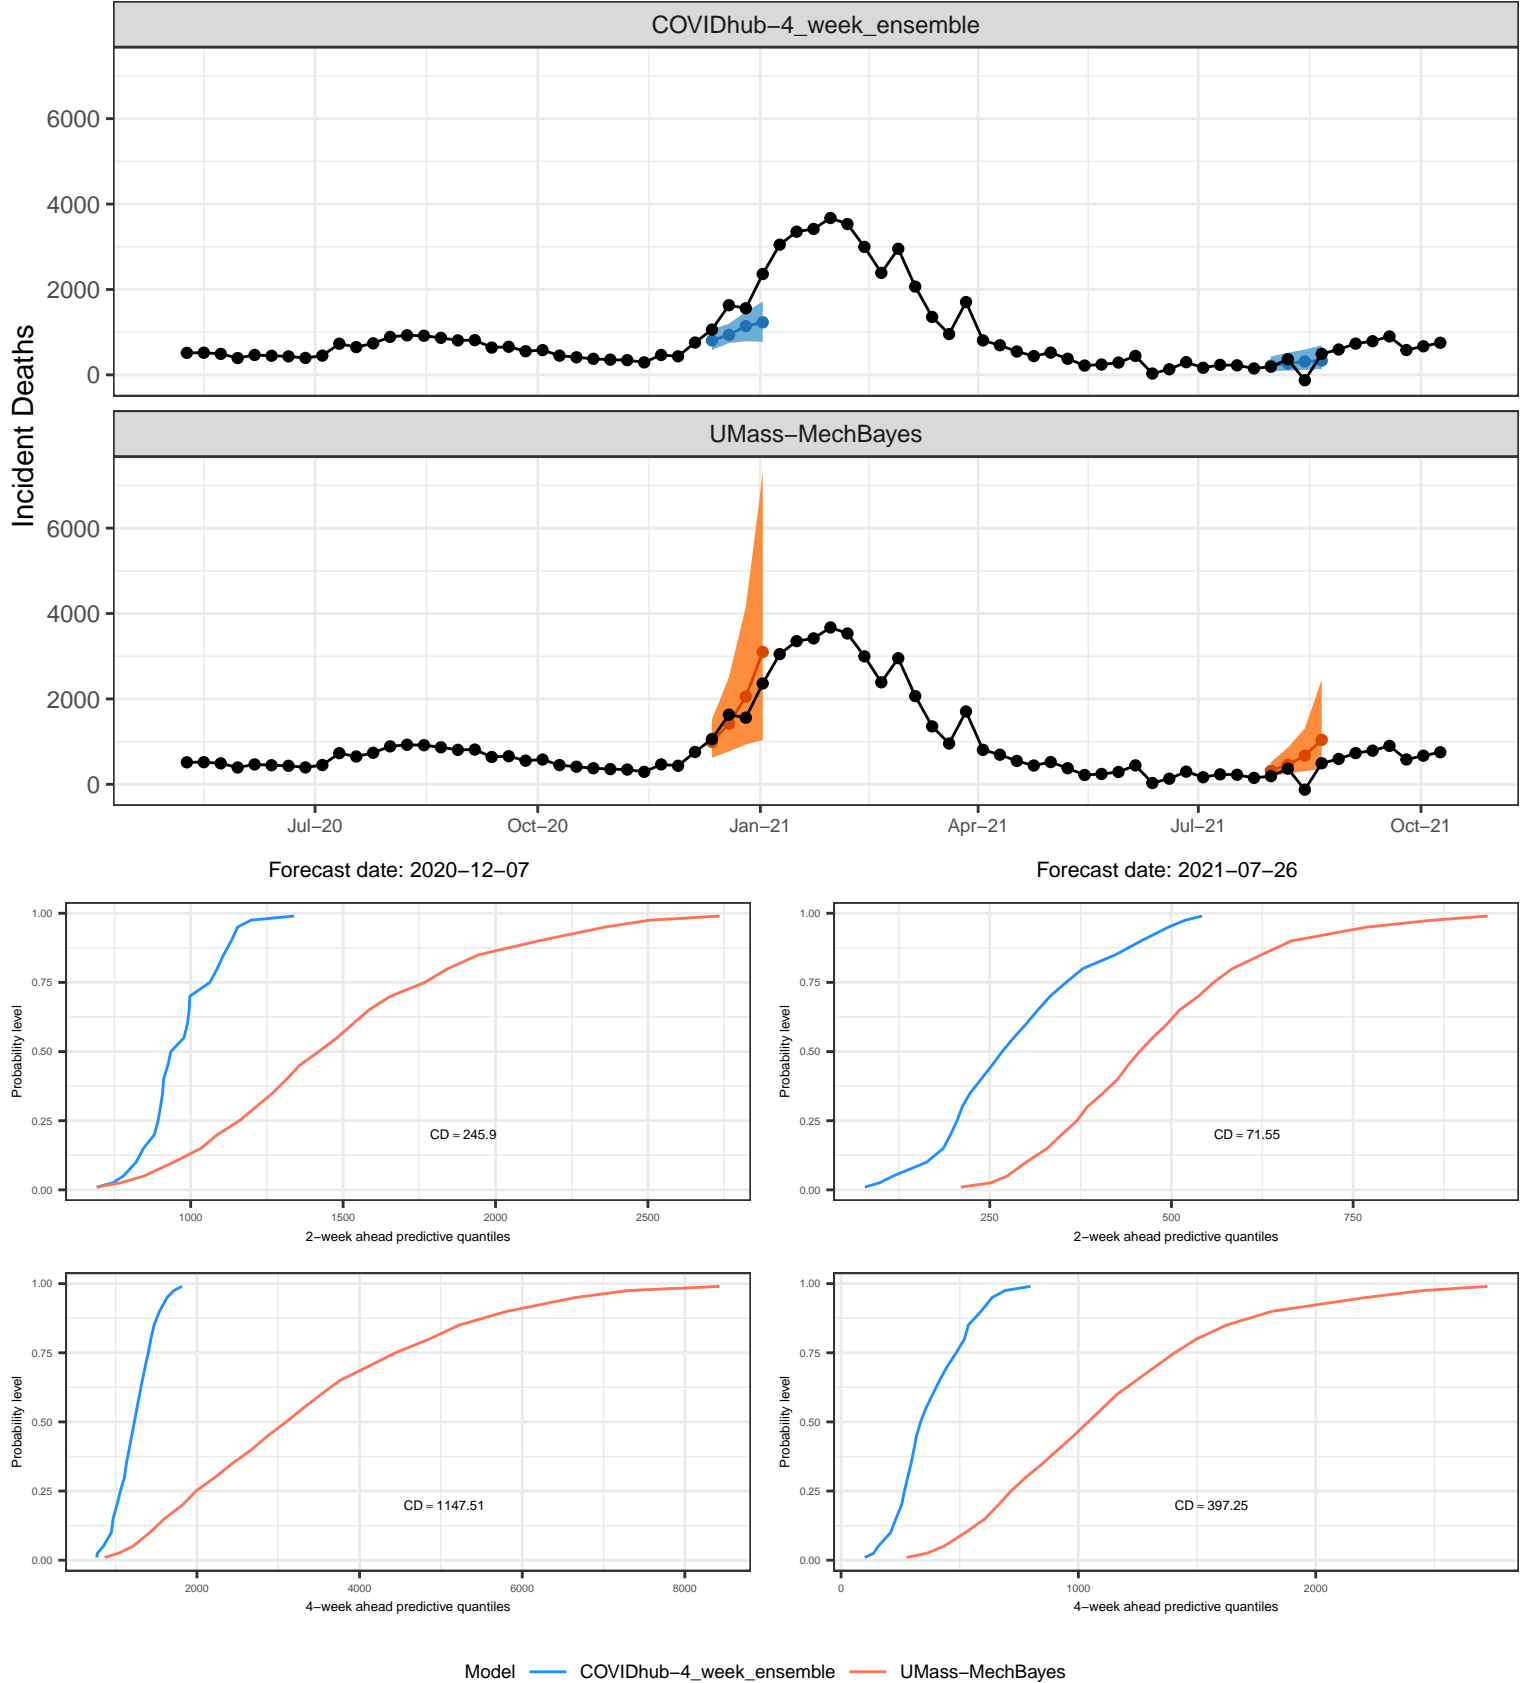 COVIDhub−4_week_ensemble
6000
4000
2000
0
Incident Deaths
UMass−MechBayes
6000
4000
2000
0
Jul−20 Oct−20 Jan−21 Apr−21 Jul−21 Oct−21
Forecast date: 2020−12−07
1.00
0.75
0.50
0.25
0.00
Probability level
CD ≈ 245.9
1000 1500 2000 2500
2−week ahead predictive quantiles
Forecast date: 2021−07−26
1.00
0.75
0.50
0.25
0.00
Probability level
CD ≈ 71.55
250 500 750
2−week ahead predictive quantiles
1.00
0.75
0.50
0.25
0.00
Probability level
CD ≈ 1147.51
2000 4000 6000 8000
4−week ahead predictive quantiles
1.00
0.75
0.50
0.25
0.00
Probability level
CD ≈ 397.25
0 1000 2000
4−week ahead predictive quantiles
Model COVIDhub−4_week_ensemble UMass−MechBayes